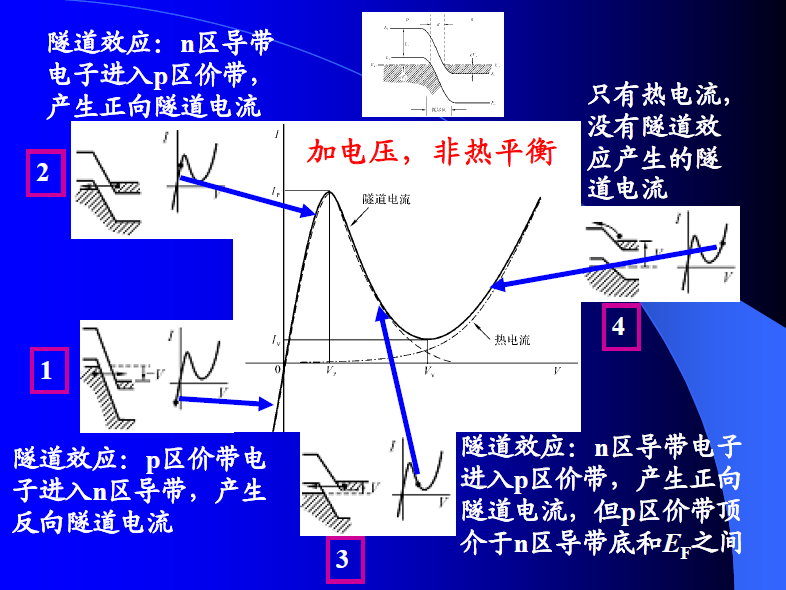 隧道效应：n区导带
电子进入p区价带，
产生正向隧道电流
只有热电流，
没有隧道效
应产生的隧
道电流
加电压，非热平衡
2
I
I
IP
隧道电流
I
V
4
I
V
热电流
Iv
0
Vv
V
1
-V
I
V
隧道效应：p区价带电
子进入n区导带，产生
反向隧道电流
V
I
V
3
隧道效应：n区导带电子
进入p区价带，产生正向
隧道电流，但p区价带顶
介于n区导带底和EF之间